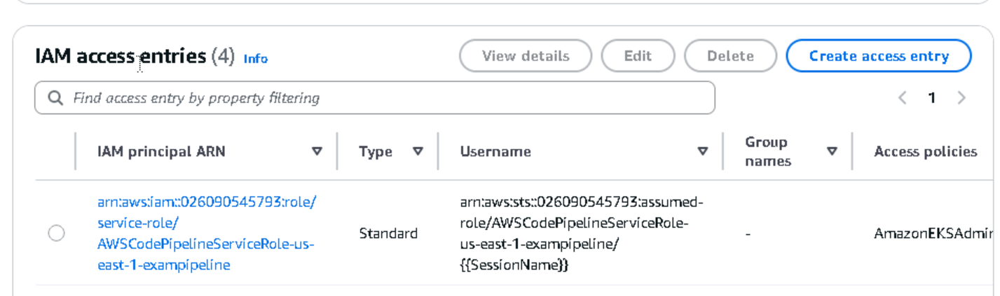 IAM access entries (4) Info
View details
Edit
Delete
Create access entry
Find access entry by property filtering
1
IAM principal ARN
Type
Username
Group
names
Access policies
arn:aws:iam::026090545793:role/
service-role/
AWSCodePipelineServiceRole-us-
east-1-exampipeline
Standard
arn:aws:sts::026090545793:assumed-
role/AWSCodePipelineServiceRole-
us-east-1-exampipeline/
{{SessionName}}
-
AmazonEKSAdmin